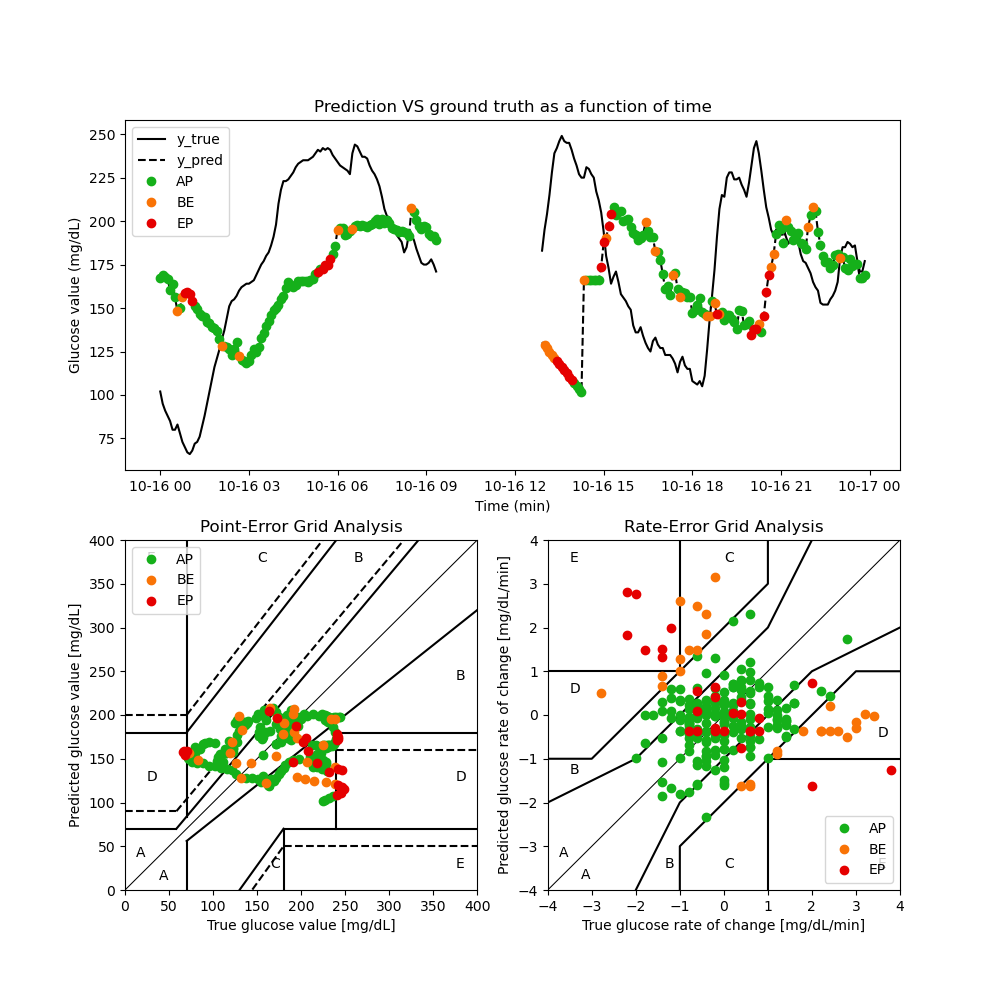 Prediction VS ground truth as a function of time
Glucose value (mg/dL)
250
225
200
175
150
125
100
75
y_true
y_pred
AP
BE
EP
10-16 00
10-16 03
10-16 06
10-16 09
10-16 12
10-16 15
10-16 18
10-16 21
10-17 00
Time (min)
Point-Error Grid Analysis
Predicted glucose value [mg/dL]
400
350
300
250
200
150
100
50
0
AP
BE
EP
C
B
B
D
D
A
A
C
E
0
50
100
150
200
250
300
350
400
True glucose value [mg/dL]
Rate-Error Grid Analysis
Predicted glucose rate of change [mg/dL/min]
4
3
2
1
0
−1
−2
−3
−4
E
C
D
D
B
A
A
B
C
AP
BE
EP
−4
−3
−2
−1
0
1
2
3
4
True glucose rate of change [mg/dL/min]